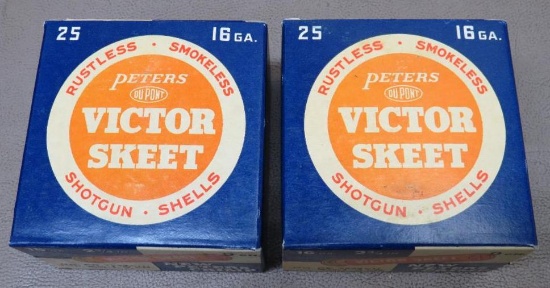 25 16 GA.
RUSTLESS · SMOKELESS
PETERS
DU PONT
VICTOR
SKEET
SHOTGUN · SHELLS
25 16 GA.
RUSTLESS · SMOKELESS
PETERS
DU PONT
VICTOR
SKEET
SHOTGUN · SHELLS